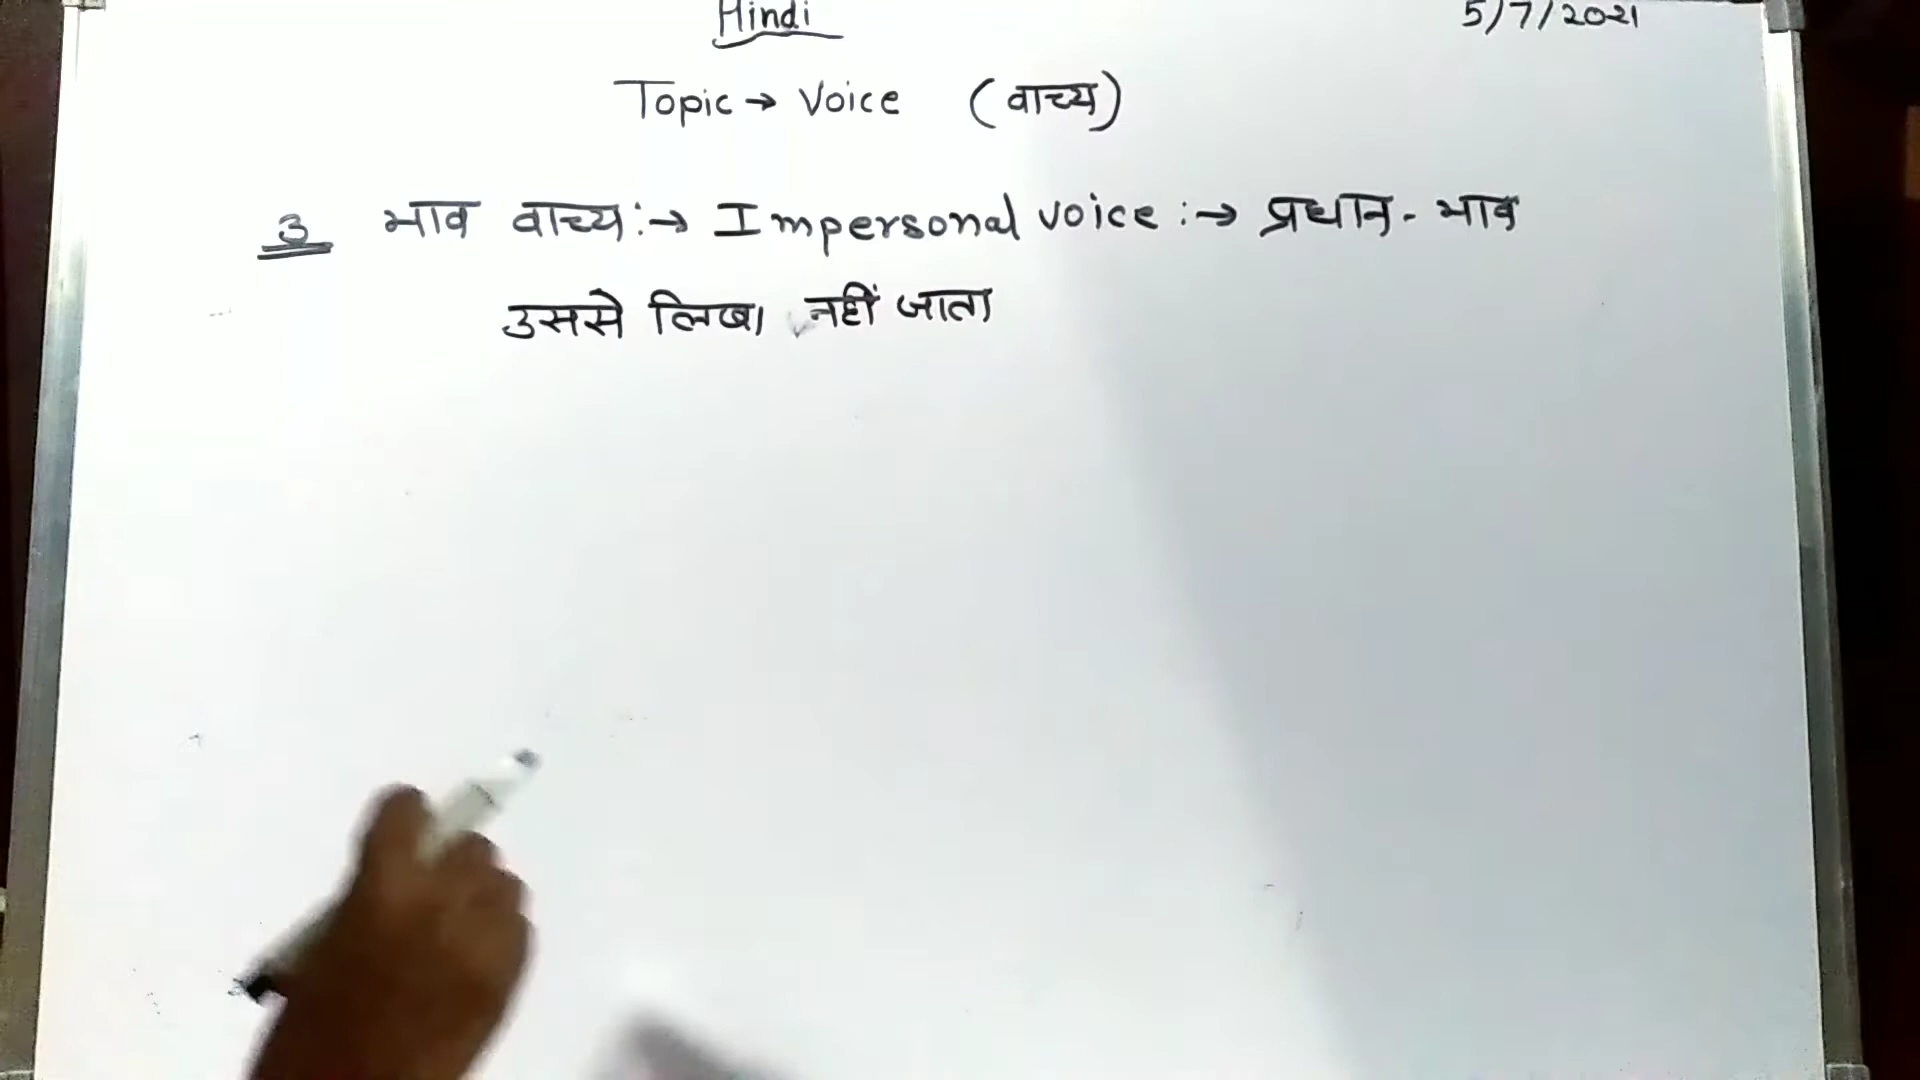 Hindi 5/7/2021
Topic → Voice (वाच्य)
3 भाव वाच्य :→ Impersonal voice :→ प्रधान - भाव
उससे लिखा नहीं जाता